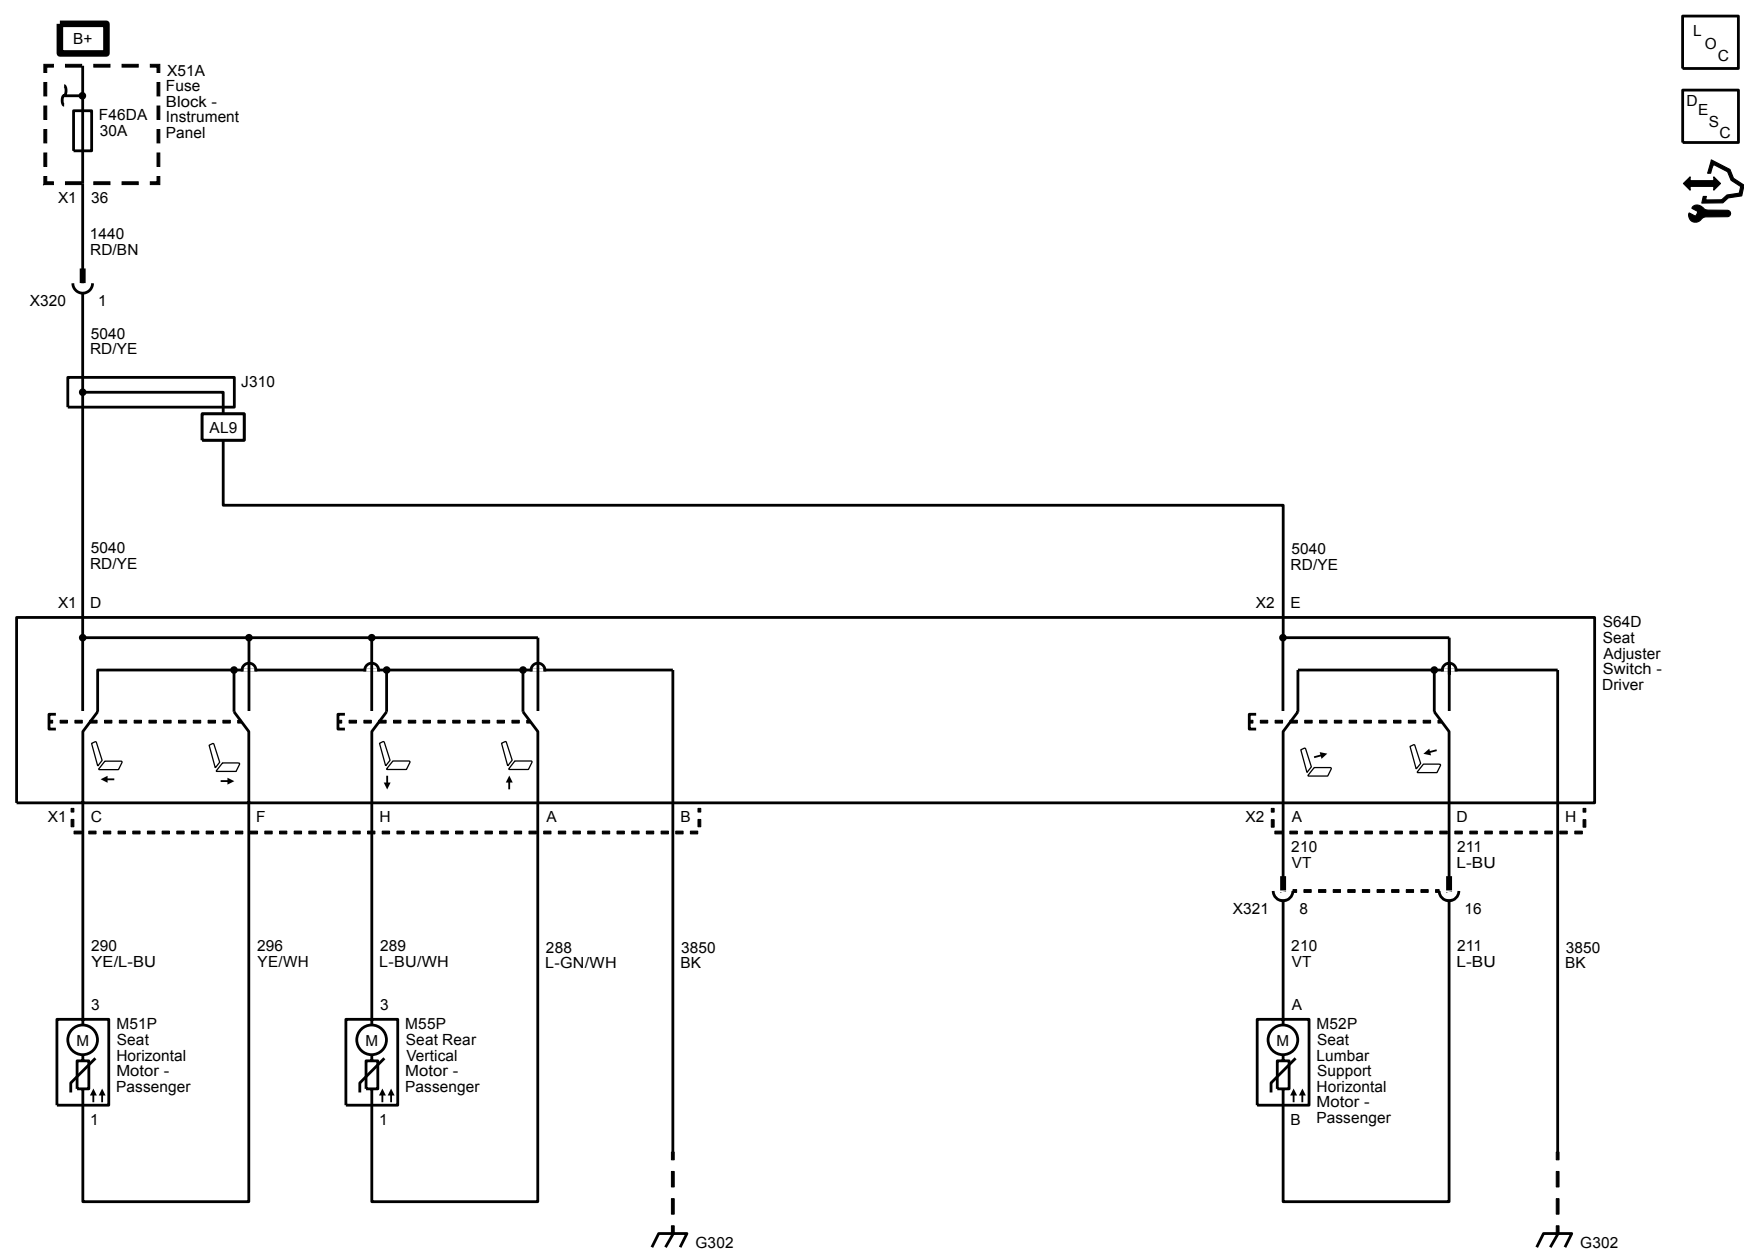 B+
X51A
Fuse
Block -
Instrument
Panel
F46DA
30A
X1 36
1440
RD/BN
X320 1
5040
RD/YE
J310
AL9
5040
RD/YE
5040
RD/YE
X1 D
X2 E
S64D
Seat
Adjuster
Switch -
Driver
X1 C F H A B
X2 A D H
210
VT
211
L-BU
X321 8 16
290
YE/L-BU
296
YE/WH
289
L-BU/WH
288
L-GN/WH
3850
BK
210
VT
211
L-BU
3850
BK
3
M
M51P
Seat
Horizontal
Motor -
Passenger
1
3
M
M55P
Seat Rear
Vertical
Motor -
Passenger
1
A
M
M52P
Seat
Lumbar
Support
Horizontal
Motor -
Passenger
B
G302
G302
L
O
C
D
E
S
C